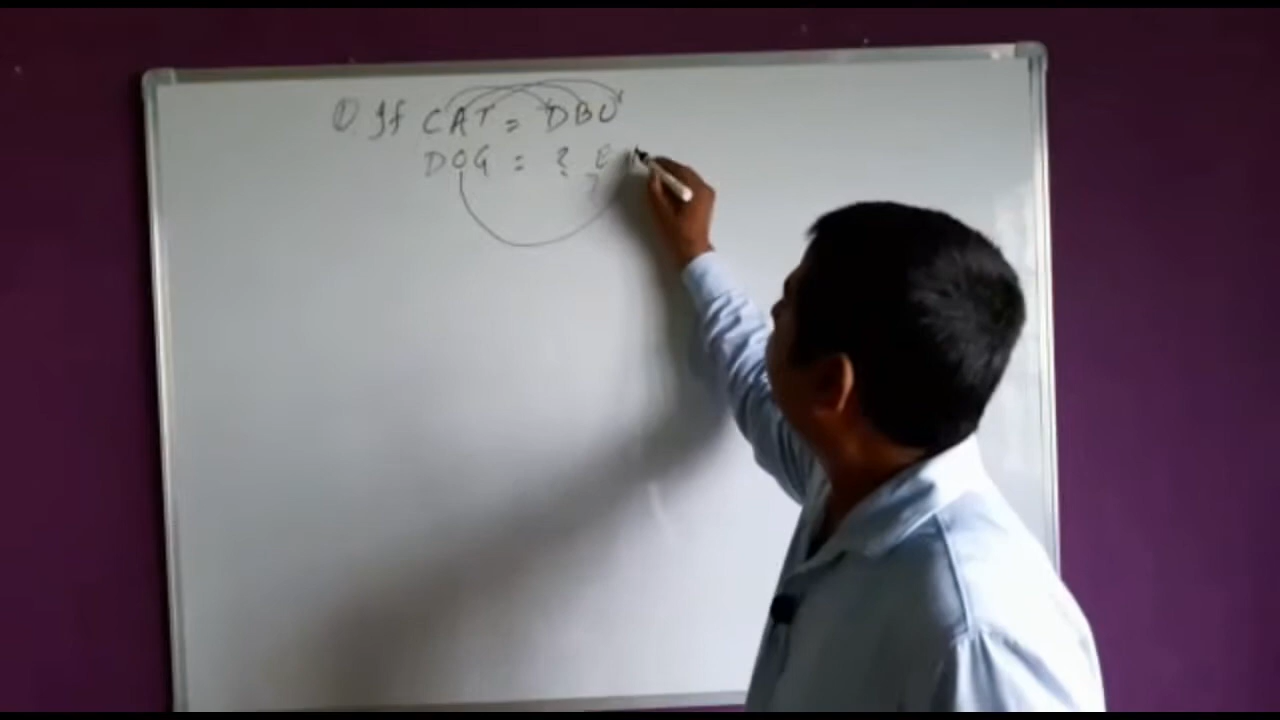 ① If CAT = DBU
DOG = ? E